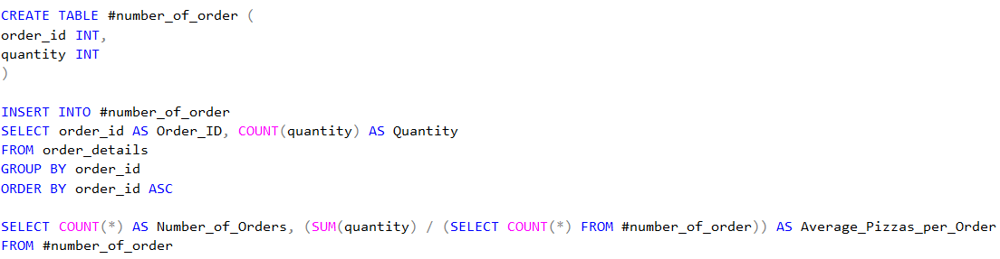 CREATE TABLE #number_of_order (
order_id INT,
quantity INT
)
INSERT INTO #number_of_order
SELECT order_id AS Order_ID, COUNT(quantity) AS Quantity
FROM order_details
GROUP BY order_id
ORDER BY order_id ASC
SELECT COUNT(*) AS Number_of_Orders, (SUM(quantity) / (SELECT COUNT(*) FROM #number_of_order)) AS Average_Pizzas_per_Order
FROM #number_of_order